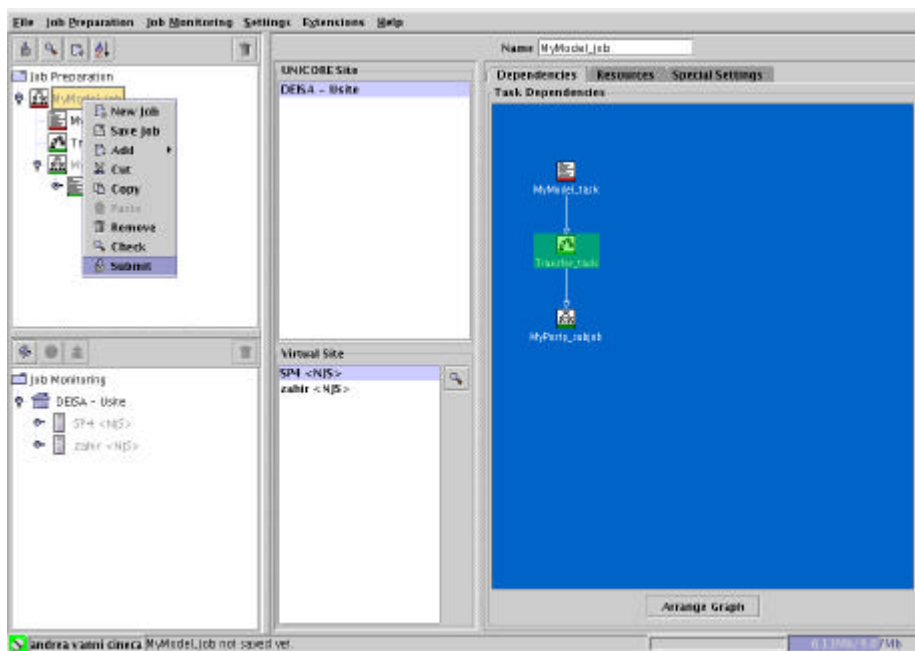 File Job Preparation Job Monitoring Settings Extensions Help
Name MyModel_job
Job Preparation
MyModel_job
New Job
Save Job
Add
Cut
Copy
Paste
Remove
Check
Submit
UNICORE Site
DEISA - Usite
Dependencies Resources Special Settings
Task Dependencies
MyModel_task
Transfer_task
MyPorts_subjob
Arrange Graph
Job Monitoring
DEISA - Usite
SP4 <NJS>
zahir <NJS>
Virtual Site
SP4 <NJS>
zahir <NJS>
andrea vanni cineca MyModel_job not saved yet.